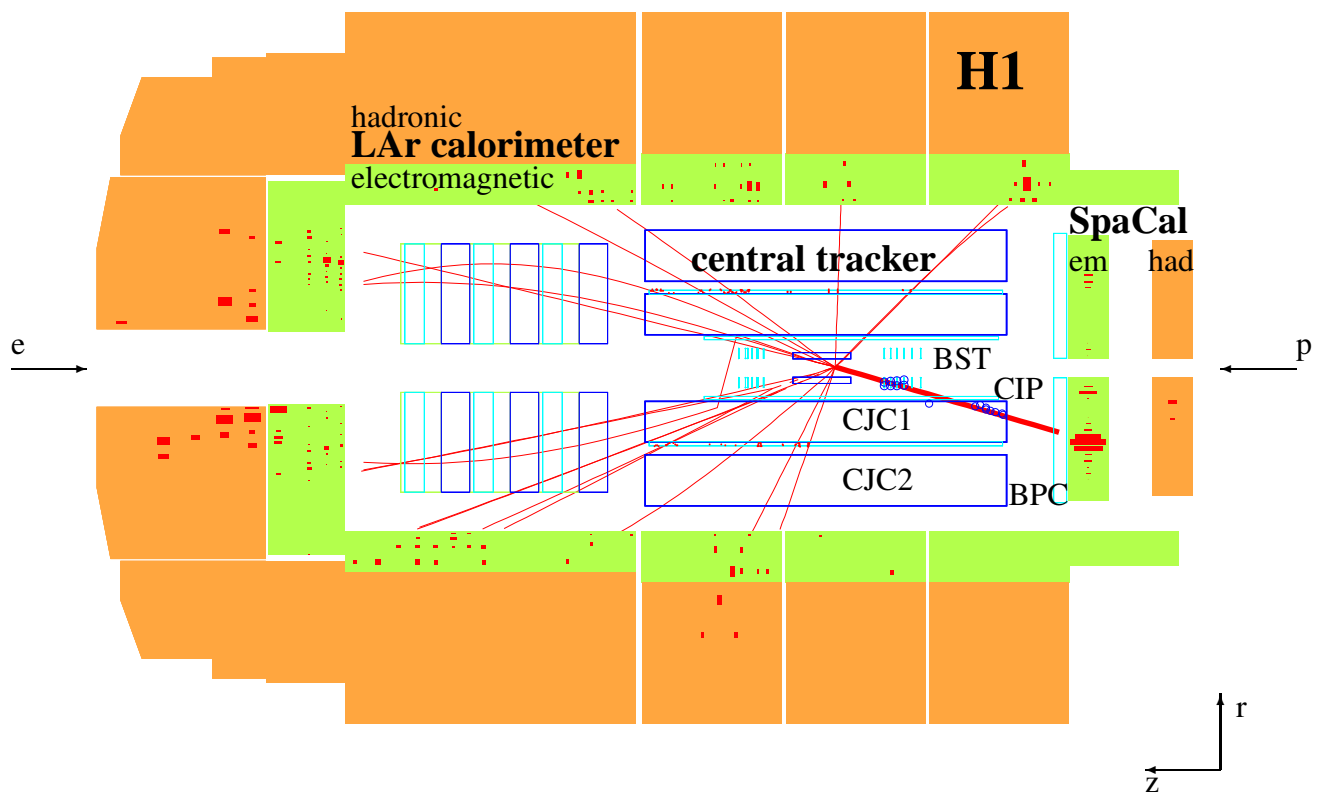 H1
hadronic
LAr calorimeter
electromagnetic
SpaCal
central tracker
em had
e
BST
p
CIP
CJC1
CJC2
BPC
r
z